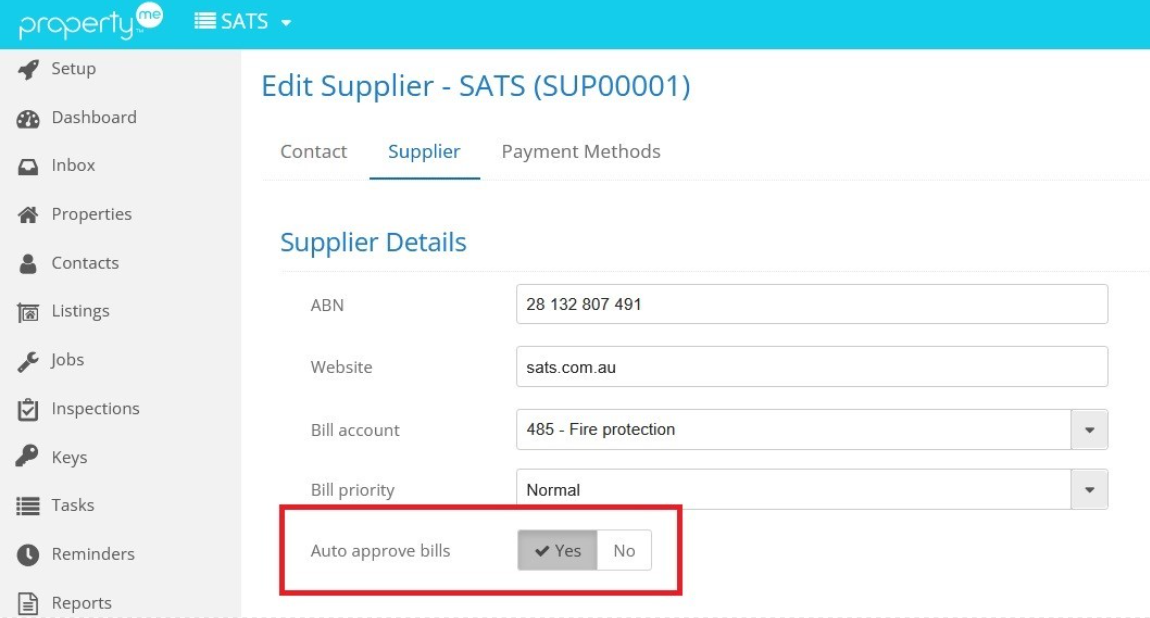 propertyme™ SATS
Setup
Dashboard
Inbox
Properties
Contacts
Listings
Jobs
Inspections
Keys
Tasks
Reminders
Reports
Edit Supplier - SATS (SUP00001)
Contact Supplier Payment Methods
Supplier Details
ABN 28 132 807 491
Website sats.com.au
Bill account 485 - Fire protection
Bill priority Normal
Auto approve bills Yes No